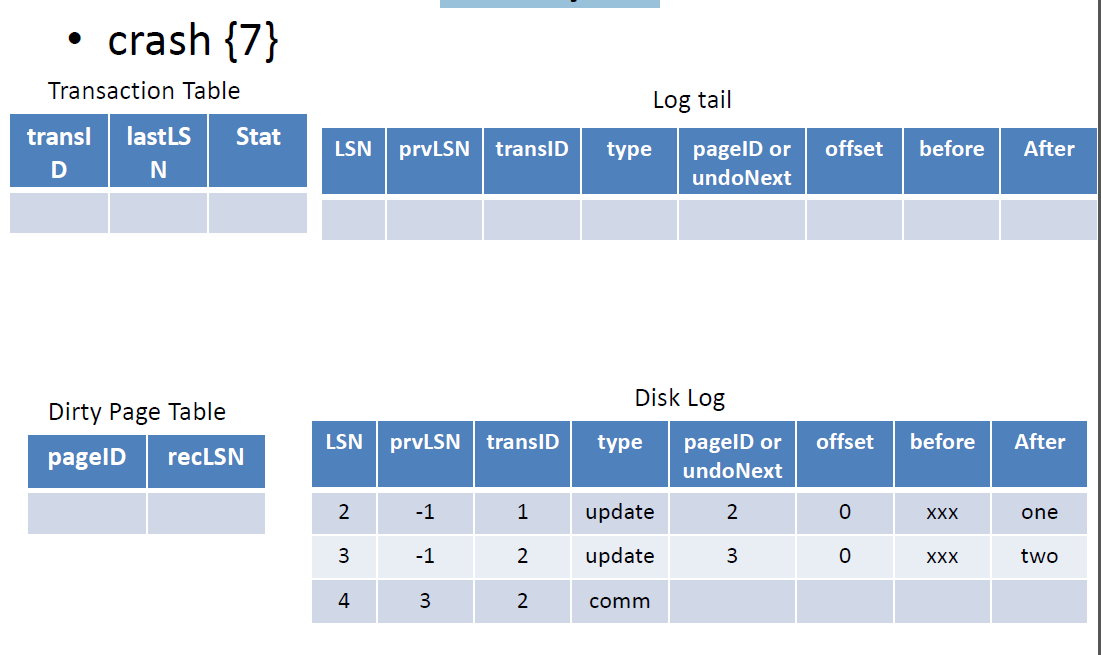 • crash {7}
Transaction Table
Log tail
transI
D
lastLS
N
Stat
LSN prvLSN transID type pageID or
undoNext
offset before After
Dirty Page Table
Disk Log
pageID recLSN
LSN prvLSN transID type pageID or
undoNext
offset before After
2 -1 1 update 2 0 xxx one
3 -1 2 update 3 0 xxx two
4 3 2 comm